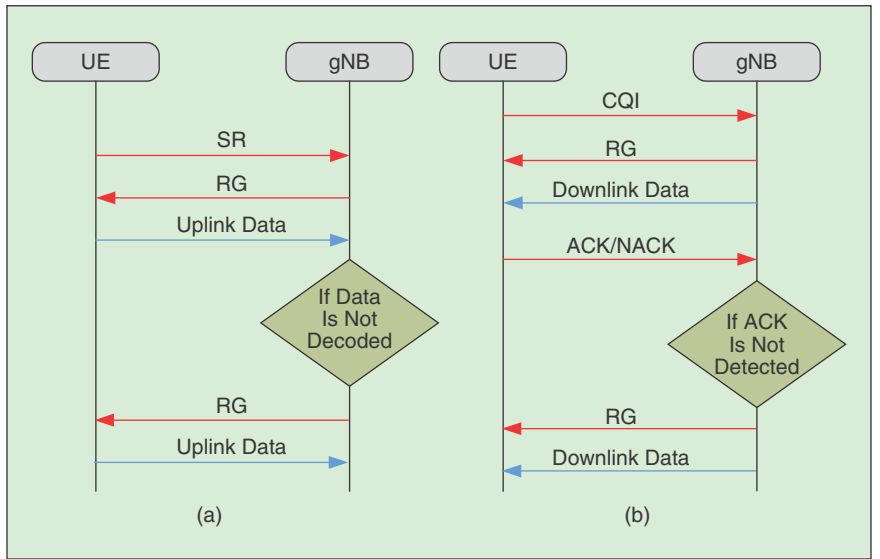 UE
gNB
SR
RG
Uplink Data
If Data
Is Not
Decoded
RG
Uplink Data
(a)
UE
gNB
CQI
RG
Downlink Data
ACK/NACK
If ACK
Is Not
Detected
RG
Downlink Data
(b)